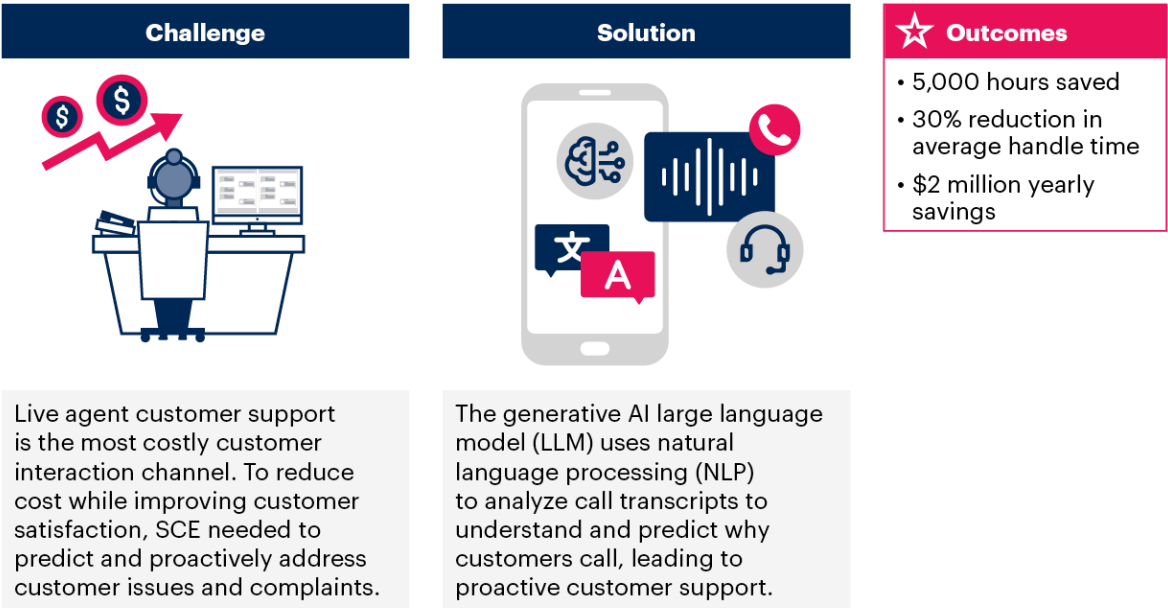 Challenge
Live agent customer support
is the most costly customer
interaction channel. To reduce
cost while improving customer
satisfaction, SCE needed to
predict and proactively address
customer issues and complaints.
Solution
文
A
The generative AI large language
model (LLM) uses natural
language processing (NLP)
to analyze call transcripts to
understand and predict why
customers call, leading to
proactive customer support.
Outcomes
• 5,000 hours saved
• 30% reduction in
average handle time
• $2 million yearly
savings
$
$